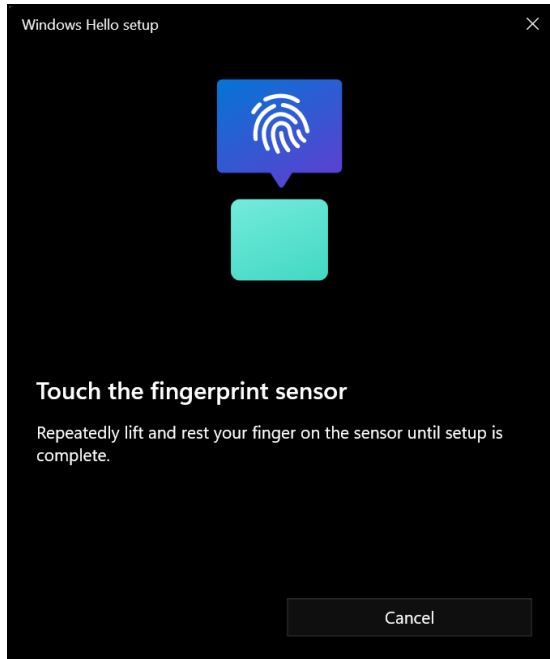 Windows Hello setup
Touch the fingerprint sensor
Repeatedly lift and rest your finger on the sensor until setup is
complete.
Cancel